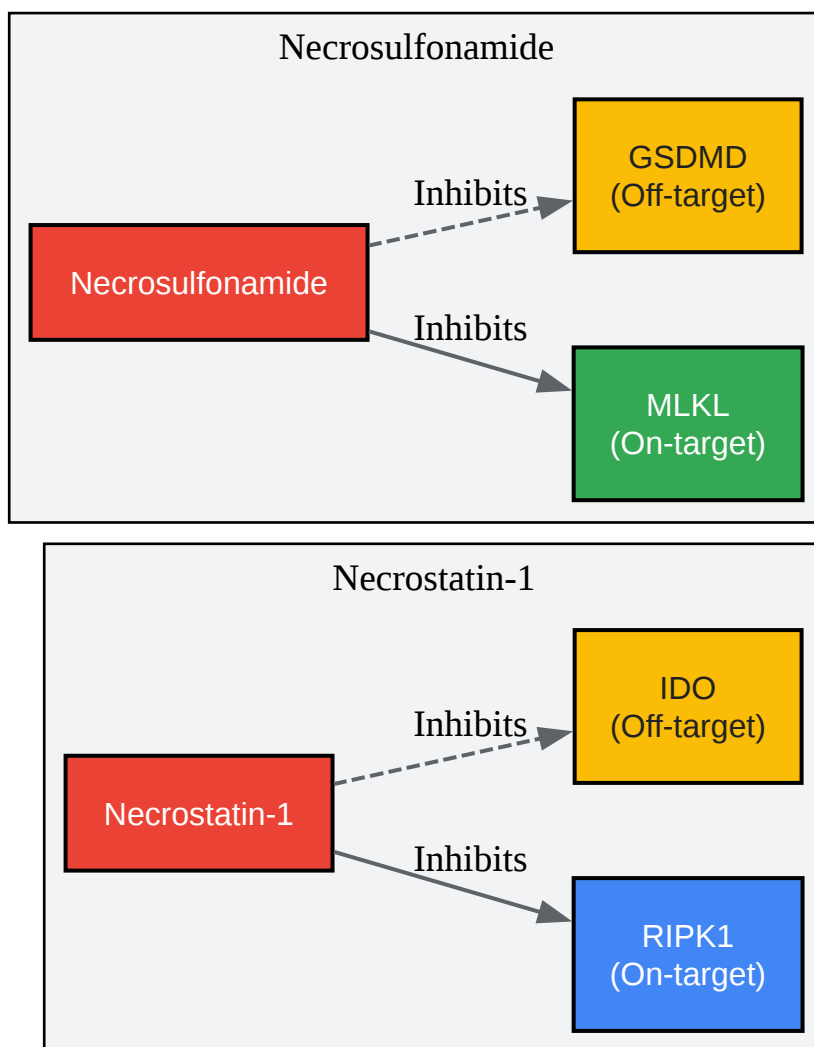 Necrosulfonamide
GSDMD
(Off-target)
Inhibits
Necrosulfonamide
Inhibits
MLKL
(On-target)
Necrostatin-1
IDO
(Off-target)
Inhibits
Necrostatin-1
Inhibits
RIPK1
(On-target)